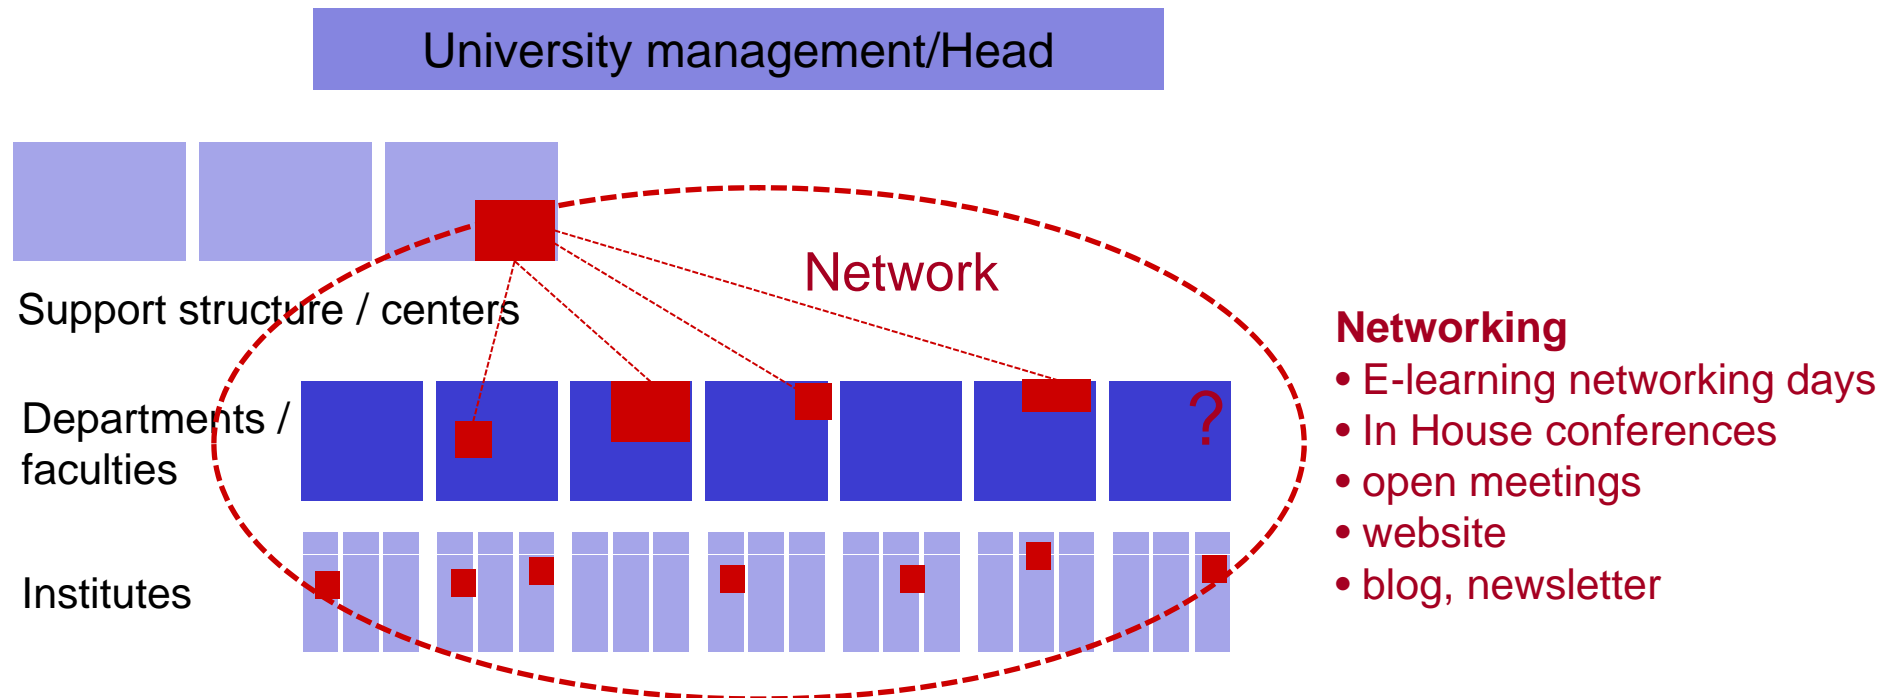 University management/Head
Network
Support structure / centers
Departments /
faculties
?
Institutes
Networking
• E-learning networking days
• In House conferences
• open meetings
• website
• blog, newsletter